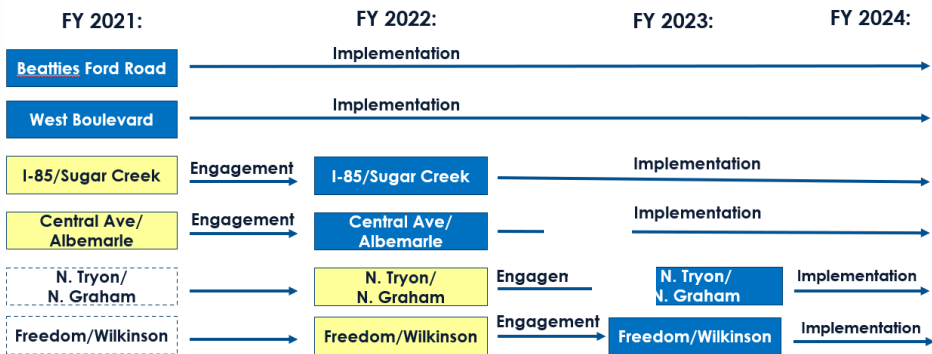 FY 2021:
FY 2022:
FY 2023:
FY 2024:
Implementation
Beatties Ford Road
Implementation
West Boulevard
Engagement
Implementation
I-85/Sugar Creek
I-85/Sugar Creek
Engagement
Implementation
Central Ave/
Albemarle
Central Ave/
Albemarle
N. Tryon/
N. Graham
N. Tryon/
N. Graham
Engagen
N. Tryon/
N. Graham
Implementation
Freedom/Wilkinson
Freedom/Wilkinson
Engagement
Freedom/Wilkinson
Implementation